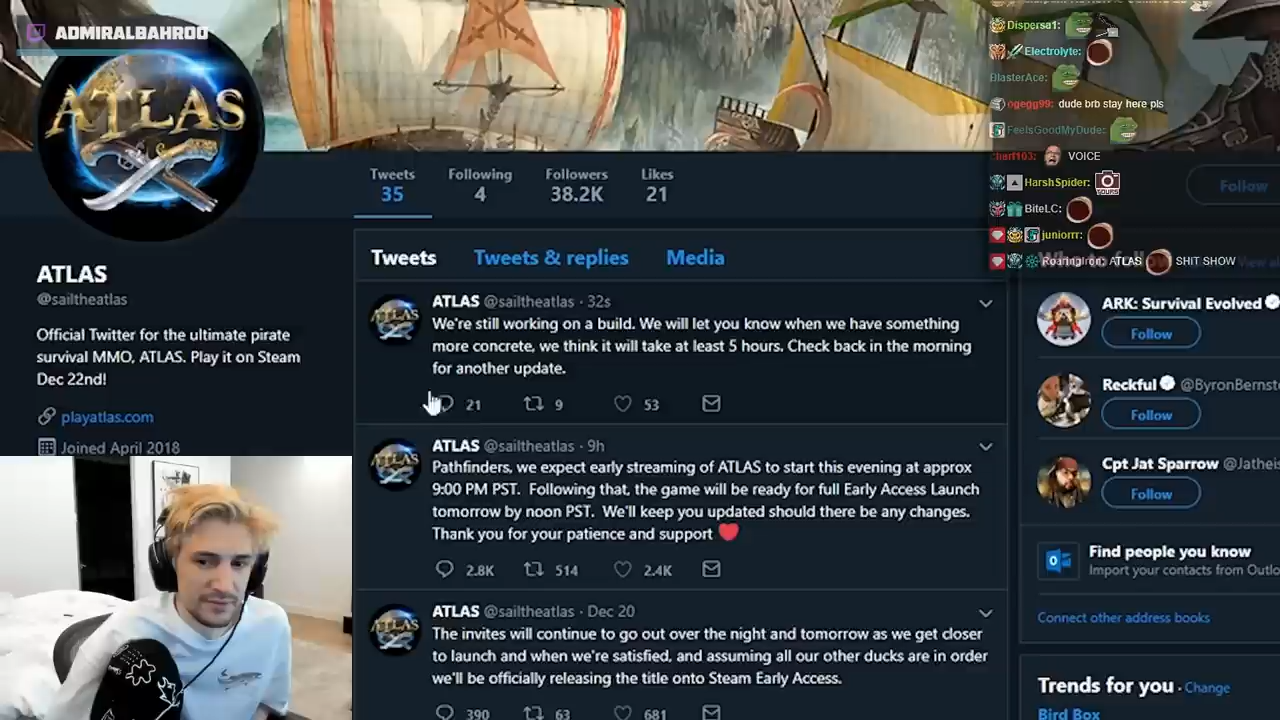 ADMIRALBAHROO
ATLAS
Dispersa1:
Electrolyte:
BlasterAce:
ogegg99: dude brb stay here pls
FeelsGoodMyDude:
VOICE
HarshSpider:
BiteLC:
juniorrr:
RoaringIron: ATLAS SHIT SHOW
Tweets
35
Following
4
Followers
38.2K
Likes
21
Follow
ATLAS
@sailtheatlas
Official Twitter for the ultimate pirate
survival MMO, ATLAS. Play it on Steam
Dec 22nd!
playatlas.com
Joined April 2018
Tweets Tweets & replies Media
ATLAS @sailtheatlas · 32s
We're still working on a build. We will let you know when we have something
more concrete, we think it will take at least 5 hours. Check back in the morning
for another update.
21 9 53
ATLAS @sailtheatlas · 9h
Pathfinders, we expect early streaming of ATLAS to start this evening at approx
9:00 PM PST. Following that, the game will be ready for full Early Access Launch
tomorrow by noon PST. We'll keep you updated should there be any changes.
Thank you for your patience and support
2.8K 514 2.4K
ATLAS @sailtheatlas · Dec 20
The invites will continue to go out over the night and tomorrow as we get closer
to launch and when we're satisfied, and assuming all our other ducks are in order
we'll be officially releasing the title onto Steam Early Access.
390 63 681
ARK: Survival Evolved
Follow
Reckful @ByronBernste
Follow
Cpt Jat Sparrow @Jatheis
Follow
Find people you know
Import your contacts from Outlo
Connect other address books
Trends for you · Change
Bird Box